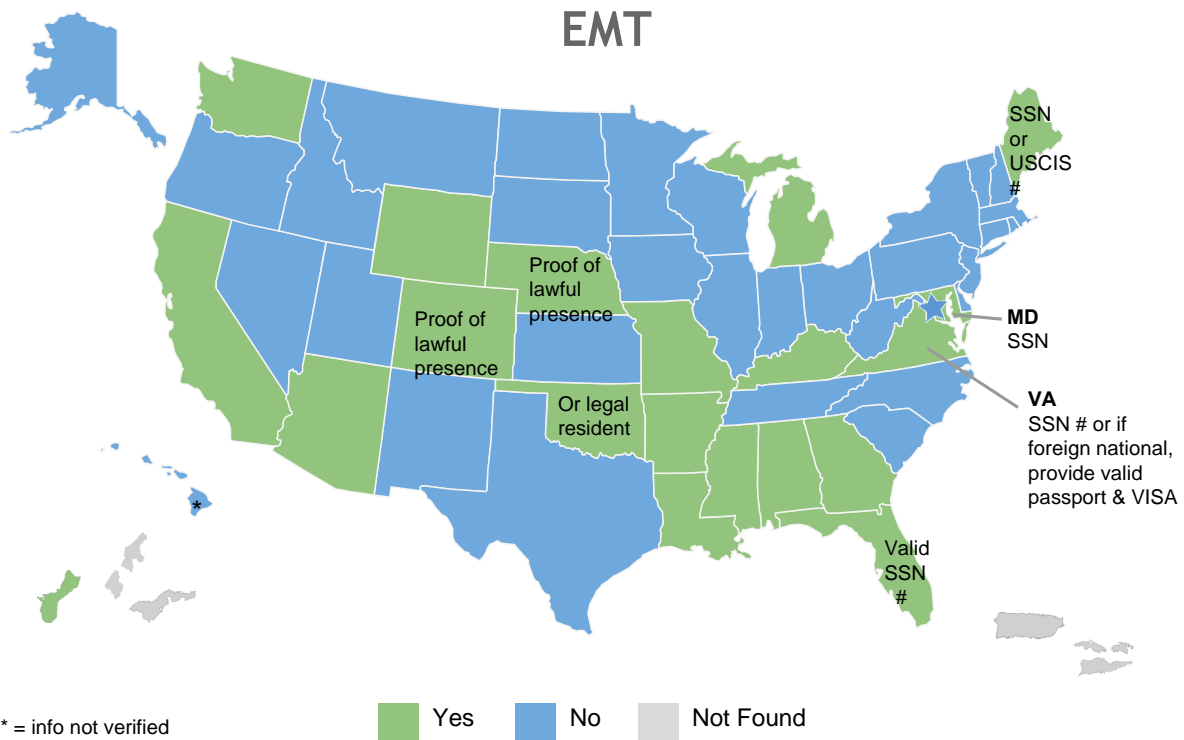 EMT
SSN
or
USCIS
#
Proof of
lawful
presence
Proof of
lawful
presence
MD
SSN
Or legal
resident
VA
SSN # or if
foreign national,
provide valid
passport & VISA
*
Valid
SSN
#
* = info not verified
Yes
No
Not Found